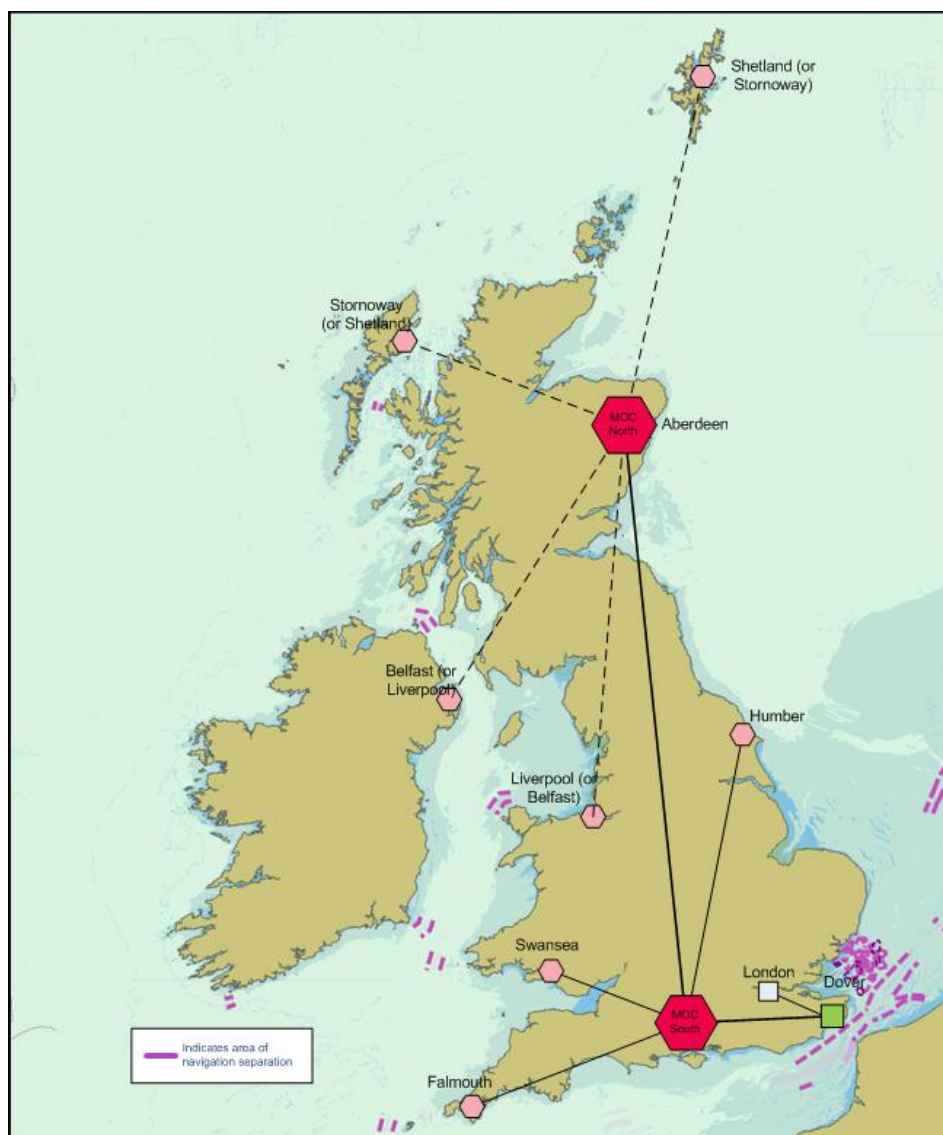 Shetland (or
Stornoway)
Stornoway
(or Shetland)
MOC
North
Aberdeen
Belfast (or
Liverpool)
Humber
Liverpool (or
Belfast)
Swansea
London
Dover
MOC
South
Indicates area of
navigation separation
Falmouth